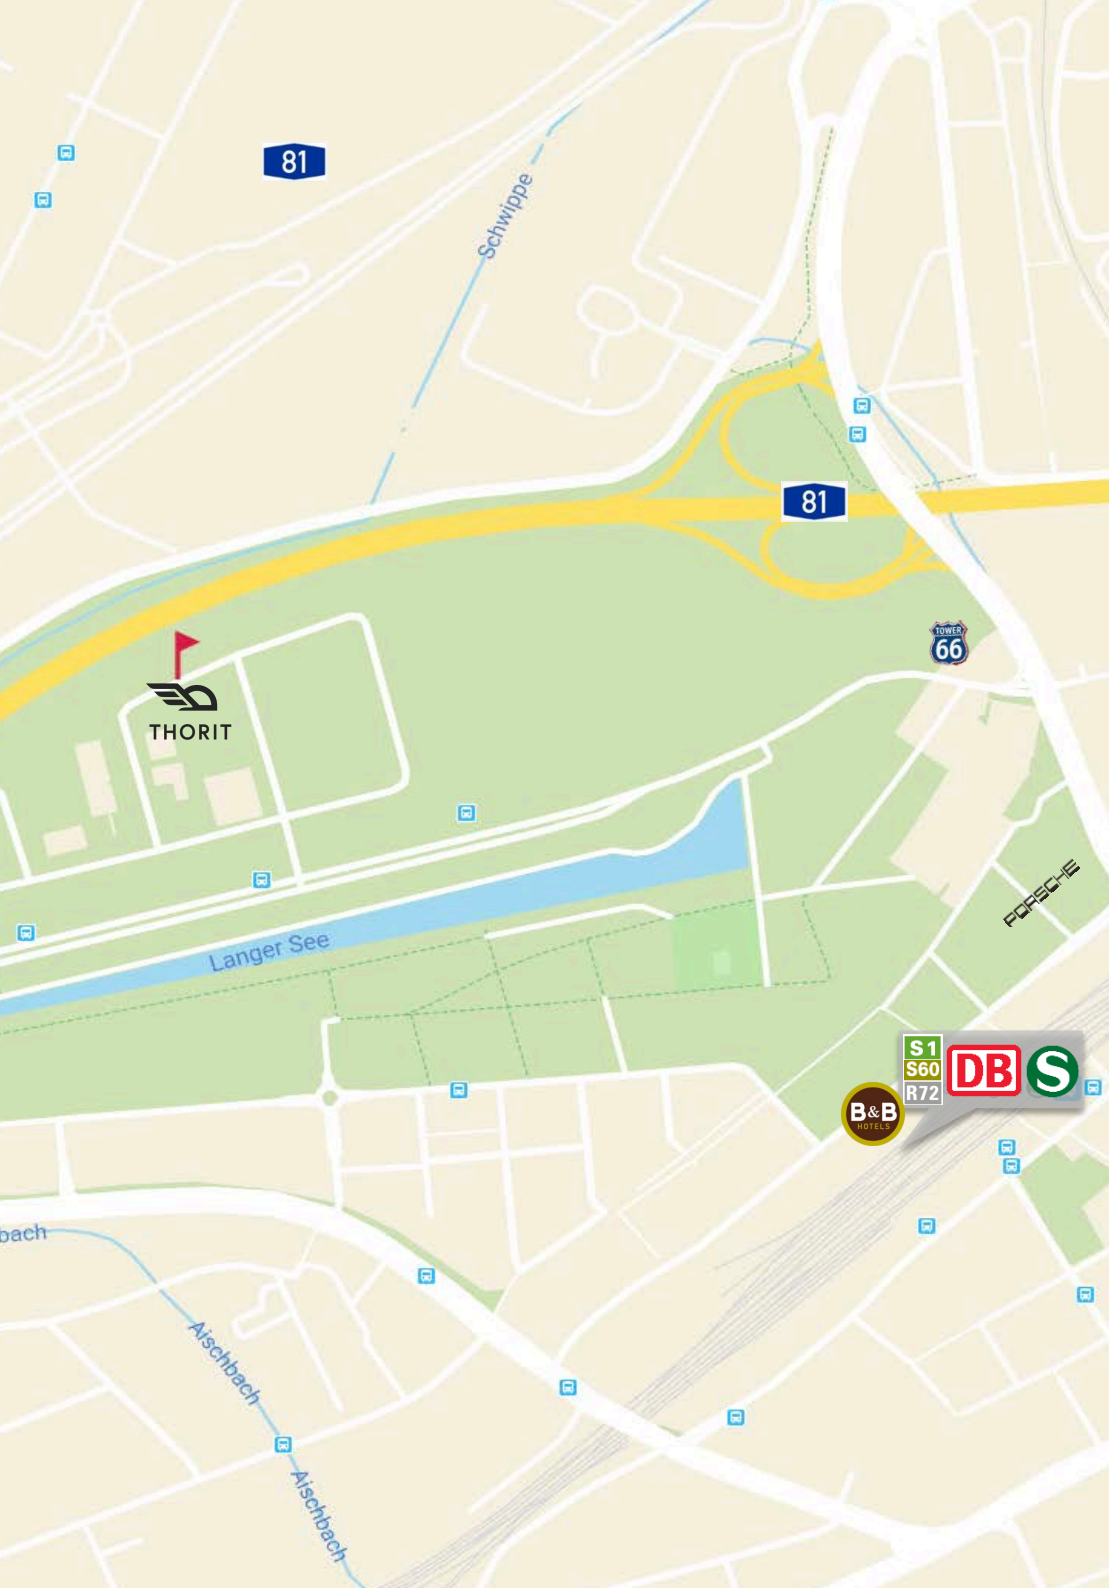 81
Schwippe
81
TOWER
66
THORIT
PORSCHE
Langer See
S1
S60
R72
DB
S
B&B
HOTELS
bach
Aischbach
Aischbach